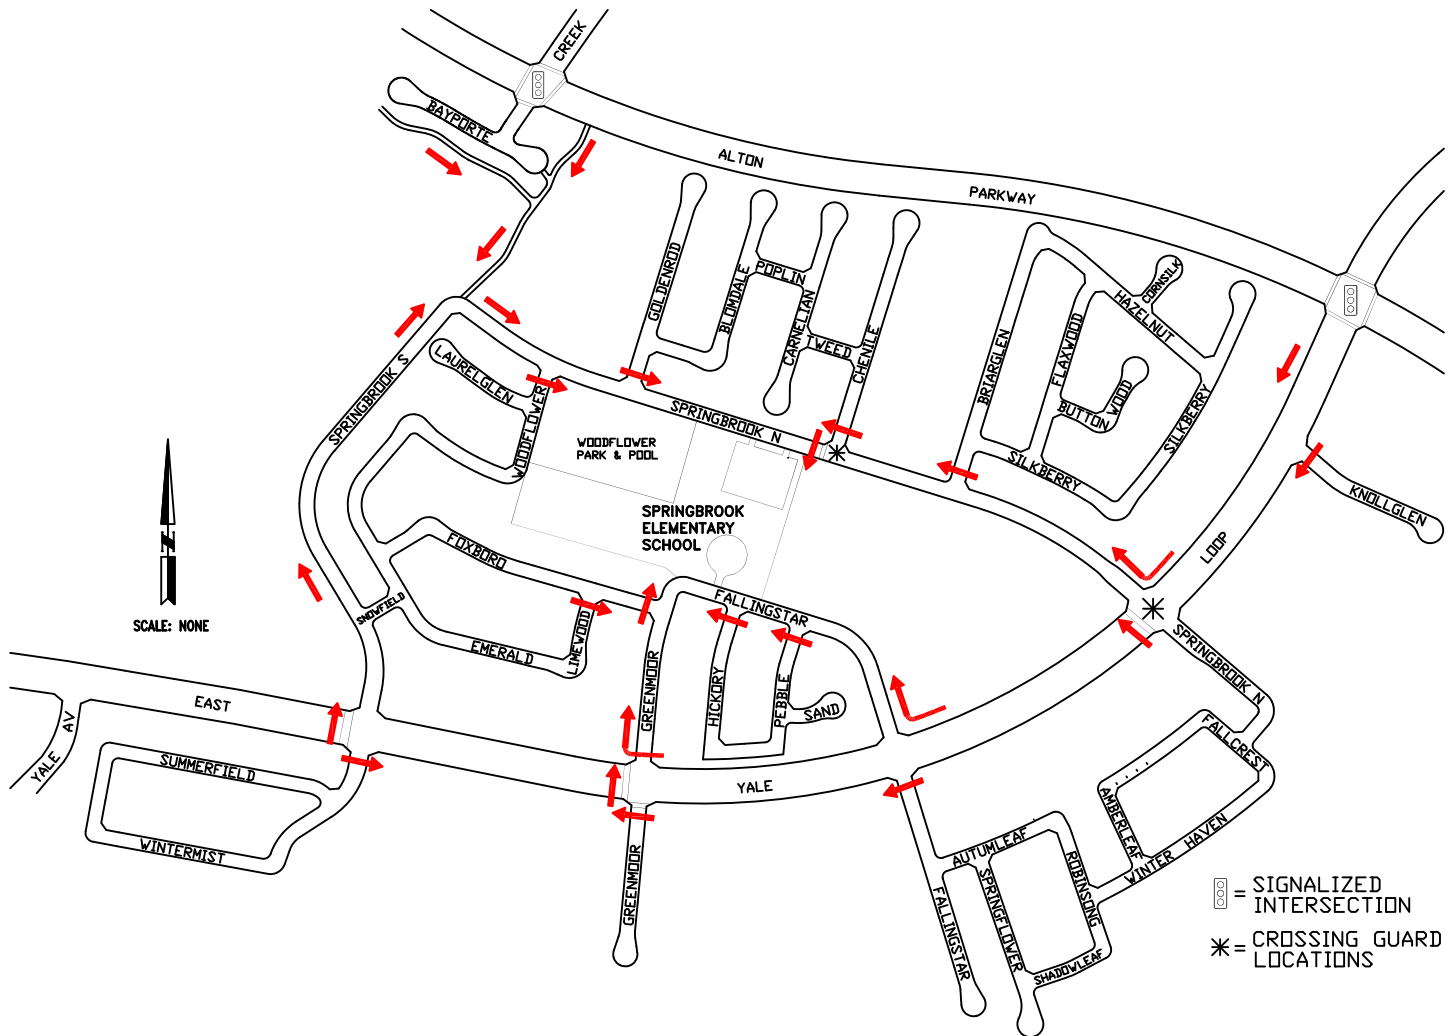 CREEK
BAYPORTE
ALTON
PARKWAY
GOLDENROD
BLOMDALE
POPLIN
CARNELIAN
TWEED
CHENILE
BRIARGLEN
FLAXWOOD
HAZELNUT
CORNSILK
BUTTON WOOD
SILKBERRY
SILKBERRY
KNOLLGLEN
LOOP
SPRINGBROOK S
LAURELGLEN
WOODFLOWER
SPRINGBROOK N
WOODFLOWER
PARK & POOL
SPRINGBROOK
ELEMENTARY
SCHOOL
N
SCALE: NONE
FOXBORO
SNOWFIELD
EMERALD
LIMEWOOD
GREENMOOR
FALLINGSTAR
HICKORY
PEBBLE
SAND
SPRINGBROOK N
FALLCREST
EAST
YALE AV
SUMMERFIELD
WINTERMIST
YALE
GREENMOOR
AMBERLEAF
WINTER HAVEN
AUTUMLEAF
ROBINSONG
SPRINGFLOWER
FALLINGSTAR
SHADOWLEAF
= SIGNALIZED
INTERSECTION
= CROSSING GUARD
LOCATIONS